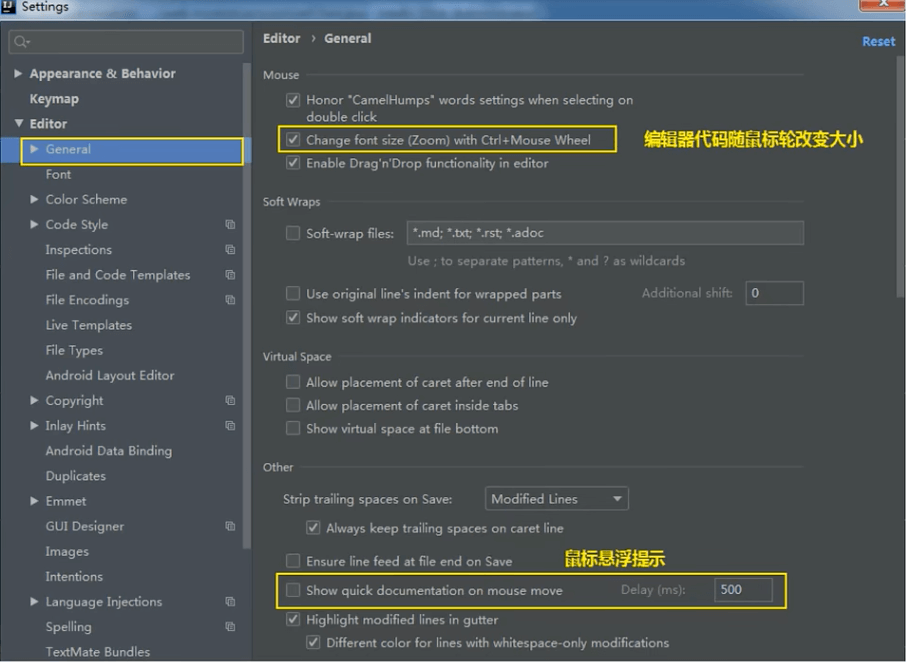 Settings
Editor › General
Reset
Appearance & Behavior
Keymap
Editor
General
Font
Color Scheme
Code Style
Inspections
File and Code Templates
File Encodings
Live Templates
File Types
Android Layout Editor
Copyright
Inlay Hints
Android Data Binding
Duplicates
Emmet
GUI Designer
Images
Intentions
Language Injections
Spelling
TextMate Bundles
Mouse
Honor "CamelHumps" words settings when selecting on
double click
Change font size (Zoom) with Ctrl+Mouse Wheel
编辑器代码随鼠标轮改变大小
Enable Drag'n'Drop functionality in editor
Soft Wraps
Soft-wrap files: *.md; *.txt; *.rst; *.adoc
Use ; to separate patterns, * and ? as wildcards
Use original line's indent for wrapped parts Additional shift: 0
Show soft wrap indicators for current line only
Virtual Space
Allow placement of caret after end of line
Allow placement of caret inside tabs
Show virtual space at file bottom
Other
Strip trailing spaces on Save: Modified Lines
Always keep trailing spaces on caret line
Ensure line feed at file end on Save
鼠标悬浮提示
Show quick documentation on mouse move Delay (ms): 500
Highlight modified lines in gutter
Different color for lines with whitespace-only modifications